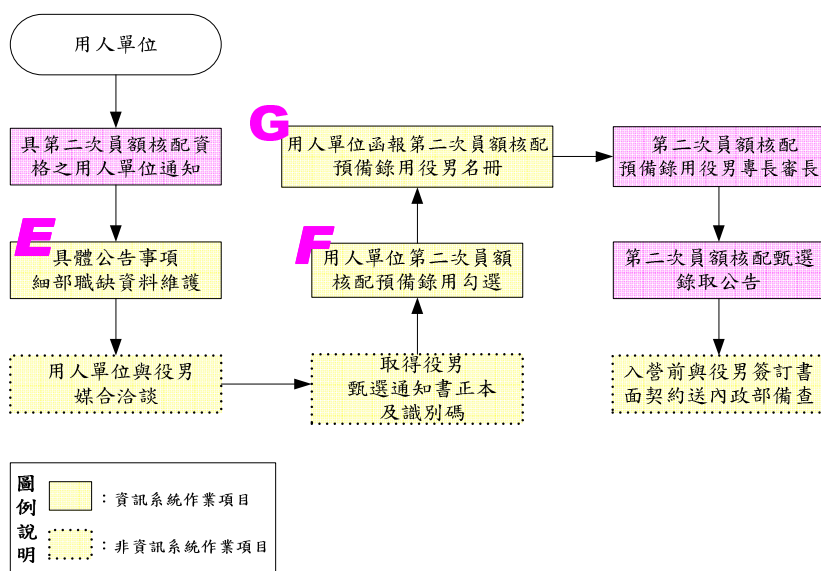 用人單位
具第二次員額核配資
格之用人單位通知
E
具體公告事項
細部職缺資料維護
用人單位與役男
媒合洽談
取得役男
甄選通知書正本
及識別碼
F
用人單位第二次員額
核配預備錄用勾選
G
用人單位函報第二次員額核配
預備錄用役男名冊
第二次員額核配
預備錄用役男專長審長
第二次員額核配甄選
錄取公告
入營前與役男簽訂書
面契約送內政部備查
圖例說明
：資訊系統作業項目
：非資訊系統作業項目